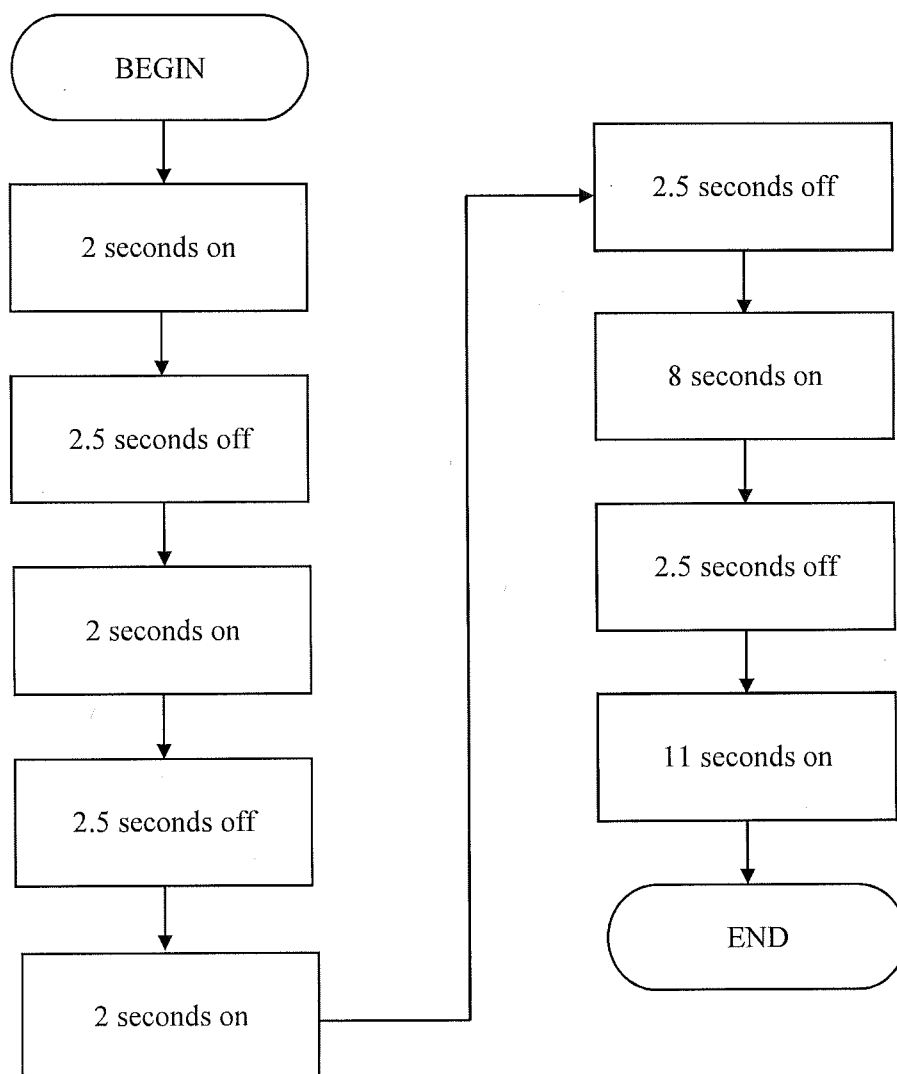 BEGIN
2 seconds on
2.5 seconds off
2 seconds on
2.5 seconds off
2 seconds on
2.5 seconds off
8 seconds on
2.5 seconds off
11 seconds on
END